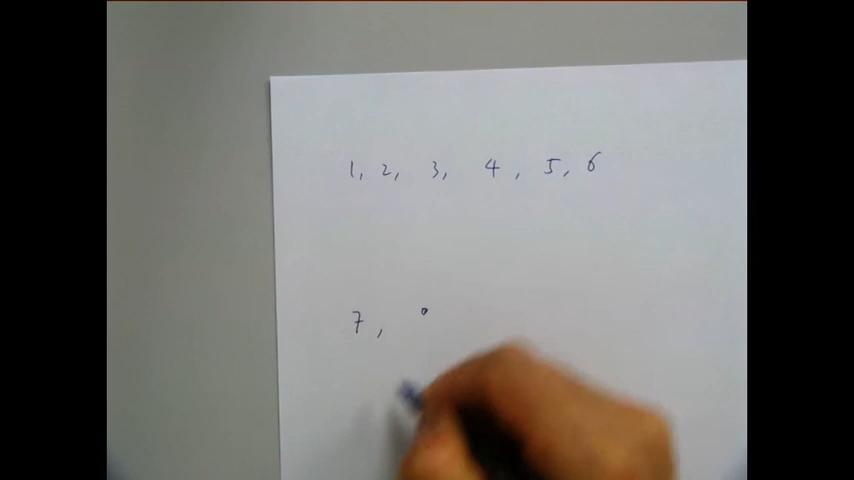 1, 2, 3, 4, 5, 6
7,